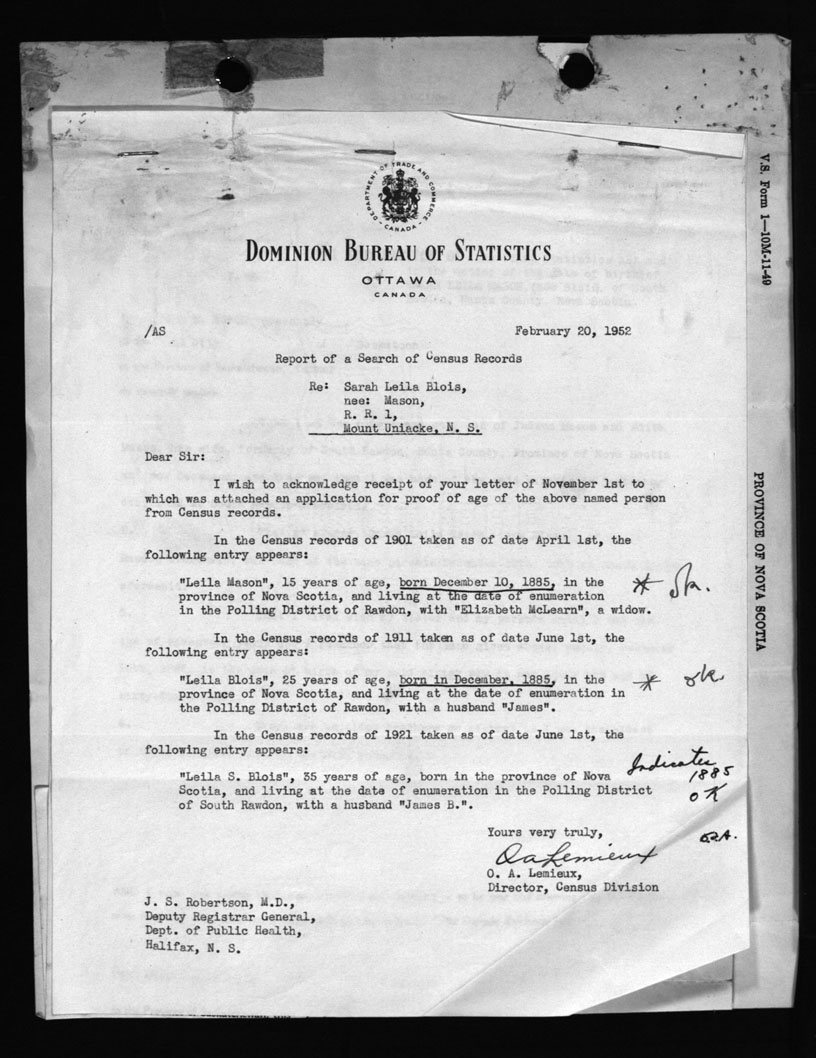 DEPARTMENT OF TRADE AND COMMERCE
CANADA
DOMINION BUREAU OF STATISTICS
OTTAWA
CANADA
/AS
February 20, 1952
Report of a Search of Census Records
Re: Sarah Leila Blois,
nee: Mason,
R. R. 1,
Mount Uniacke, N. S.
Dear Sir:
I wish to acknowledge receipt of your letter of November 1st to
which was attached an application for proof of age of the above named person
from Census records.
In the Census records of 1901 taken as of date April 1st, the
following entry appears:
"Leila Mason", 15 years of age, born December 10, 1885, in the
province of Nova Scotia, and living at the date of enumeration
in the Polling District of Rawdon, with "Elizabeth McLearn", a widow.
* Ok.
In the Census records of 1911 taken as of date June 1st, the
following entry appears:
"Leila Blois", 25 years of age, born in December, 1885, in the
province of Nova Scotia, and living at the date of enumeration in
the Polling District of Rawdon, with a husband "James".
* ok.
In the Census records of 1921 taken as of date June 1st, the
following entry appears:
"Leila S. Blois", 35 years of age, born in the province of Nova
Scotia, and living at the date of enumeration in the Polling District
of South Rawdon, with a husband "James B.".
Indicates
1885
OK
Yours very truly,
O A Lemieux
O. A. Lemieux,
Director, Census Division
J. S. Robertson, M.D.,
Deputy Registrar General,
Dept. of Public Health,
Halifax, N. S.
V.S. Form 1—10M-11-49
PROVINCE OF NOVA SCOTIA